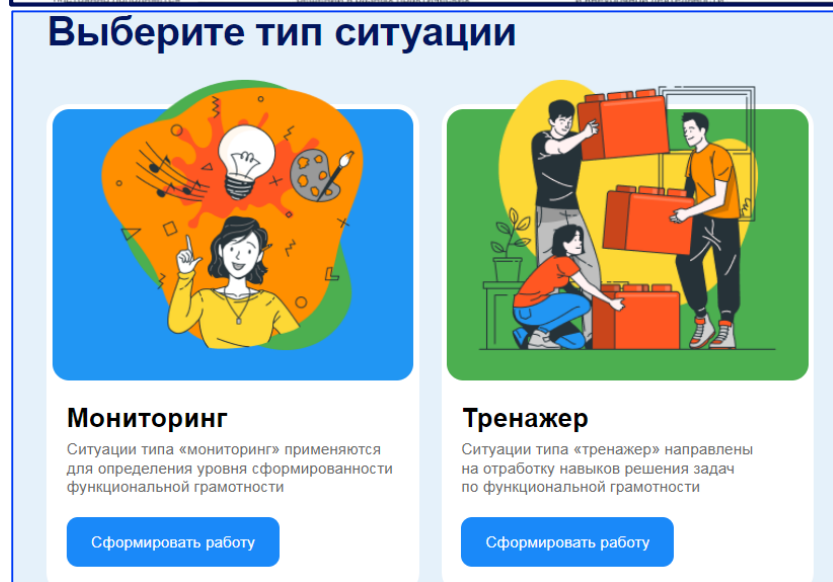 Выберите тип ситуации
Мониторинг
Ситуации типа «мониторинг» применяются
для определения уровня сформированности
функциональной грамотности
Сформировать работу
Тренажер
Ситуации типа «тренажер» направлены
на отработку навыков решения задач
по функциональной грамотности
Сформировать работу